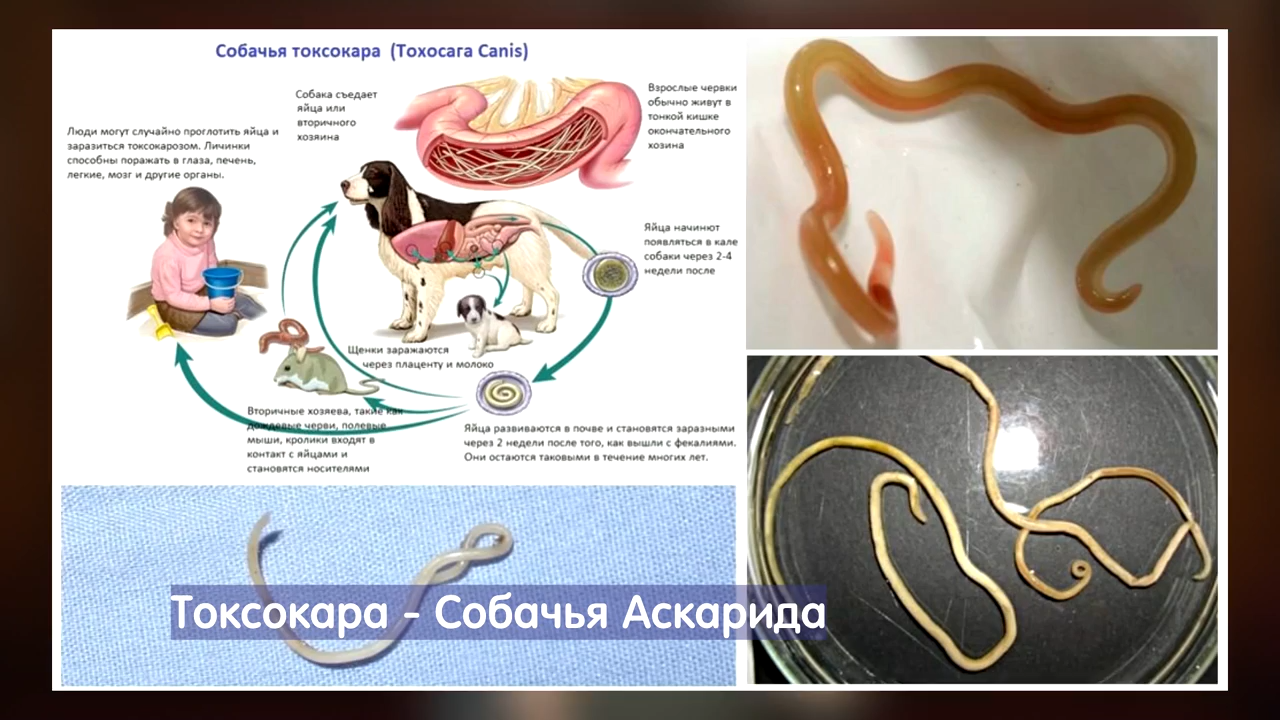 Собачья токсокара (Toxocara Canis)
Люди могут случайно проглотить яйца и
заразиться токсокарозом. Личинки
способны поражать в глаза, печень,
легкие, мозг и другие органы.
Собака съедает
яйца или
вторичного
хозяина
Взрослые червки
обычно живут в
тонкой кишке
окончательного
хозина
Яйца начинют
появляться в кале
собаки через 2-4
недели после
Щенки заражаются
через плаценту и молоко
Вторичные хозяева, такие как
дождевые черви, полевые
мыши, кролики входят в
контакт с яйцами и
становятся носителями
Яйца развиваются в почве и становятся заразными
через 2 недели после того, как вышли с фекалиями.
Они остаются таковыми в течение многих лет.
Токсокара - Собачья Аскарида